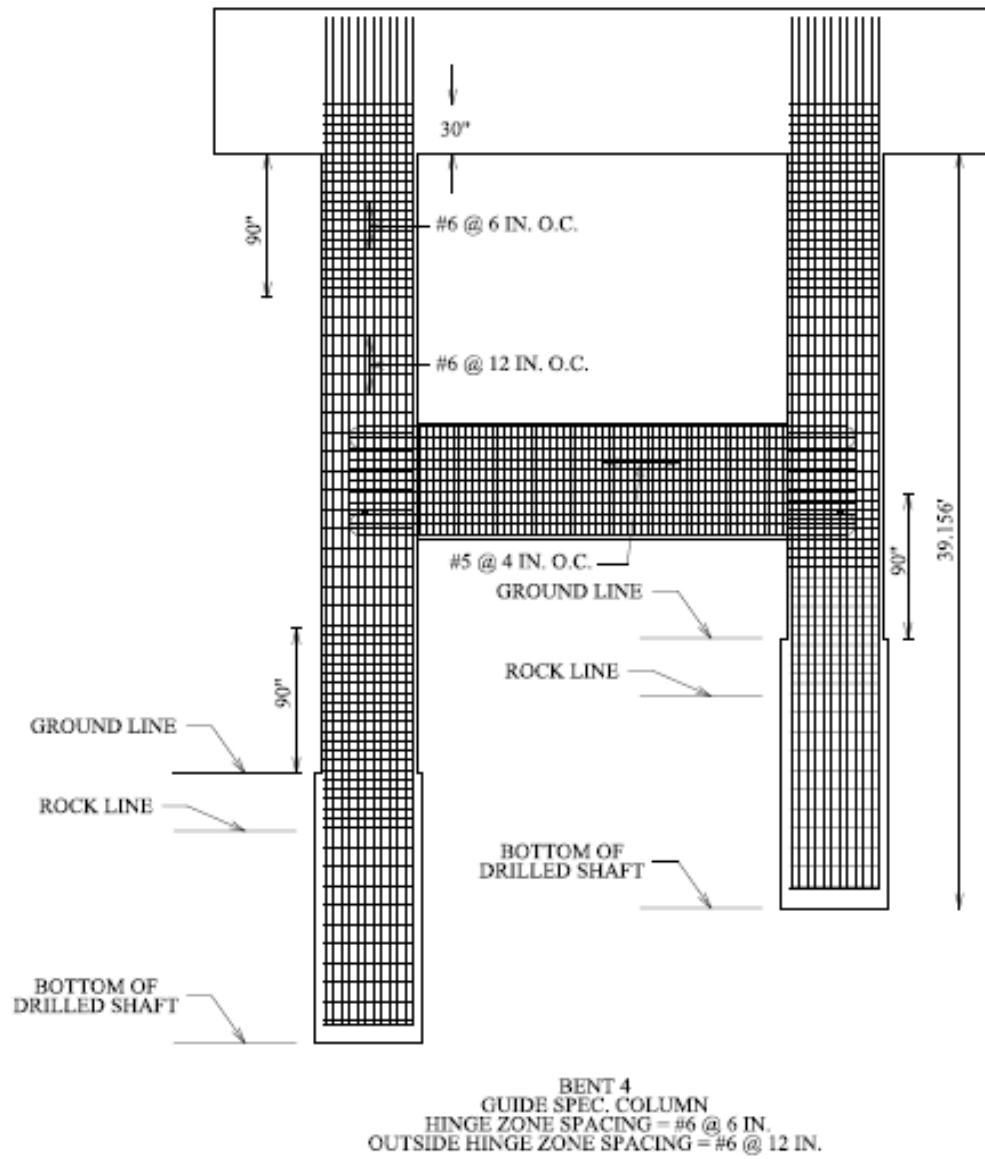 30"
90"
#6 @ 6 IN. O.C.
#6 @ 12 IN. O.C.
39.156'
90"
#5 @ 4 IN. O.C.
GROUND LINE
ROCK LINE
90"
GROUND LINE
ROCK LINE
BOTTOM OF
DRILLED SHAFT
BOTTOM OF
DRILLED SHAFT
BENT 4
GUIDE SPEC. COLUMN
HINGE ZONE SPACING = #6 @ 6 IN.
OUTSIDE HINGE ZONE SPACING = #6 @ 12 IN.